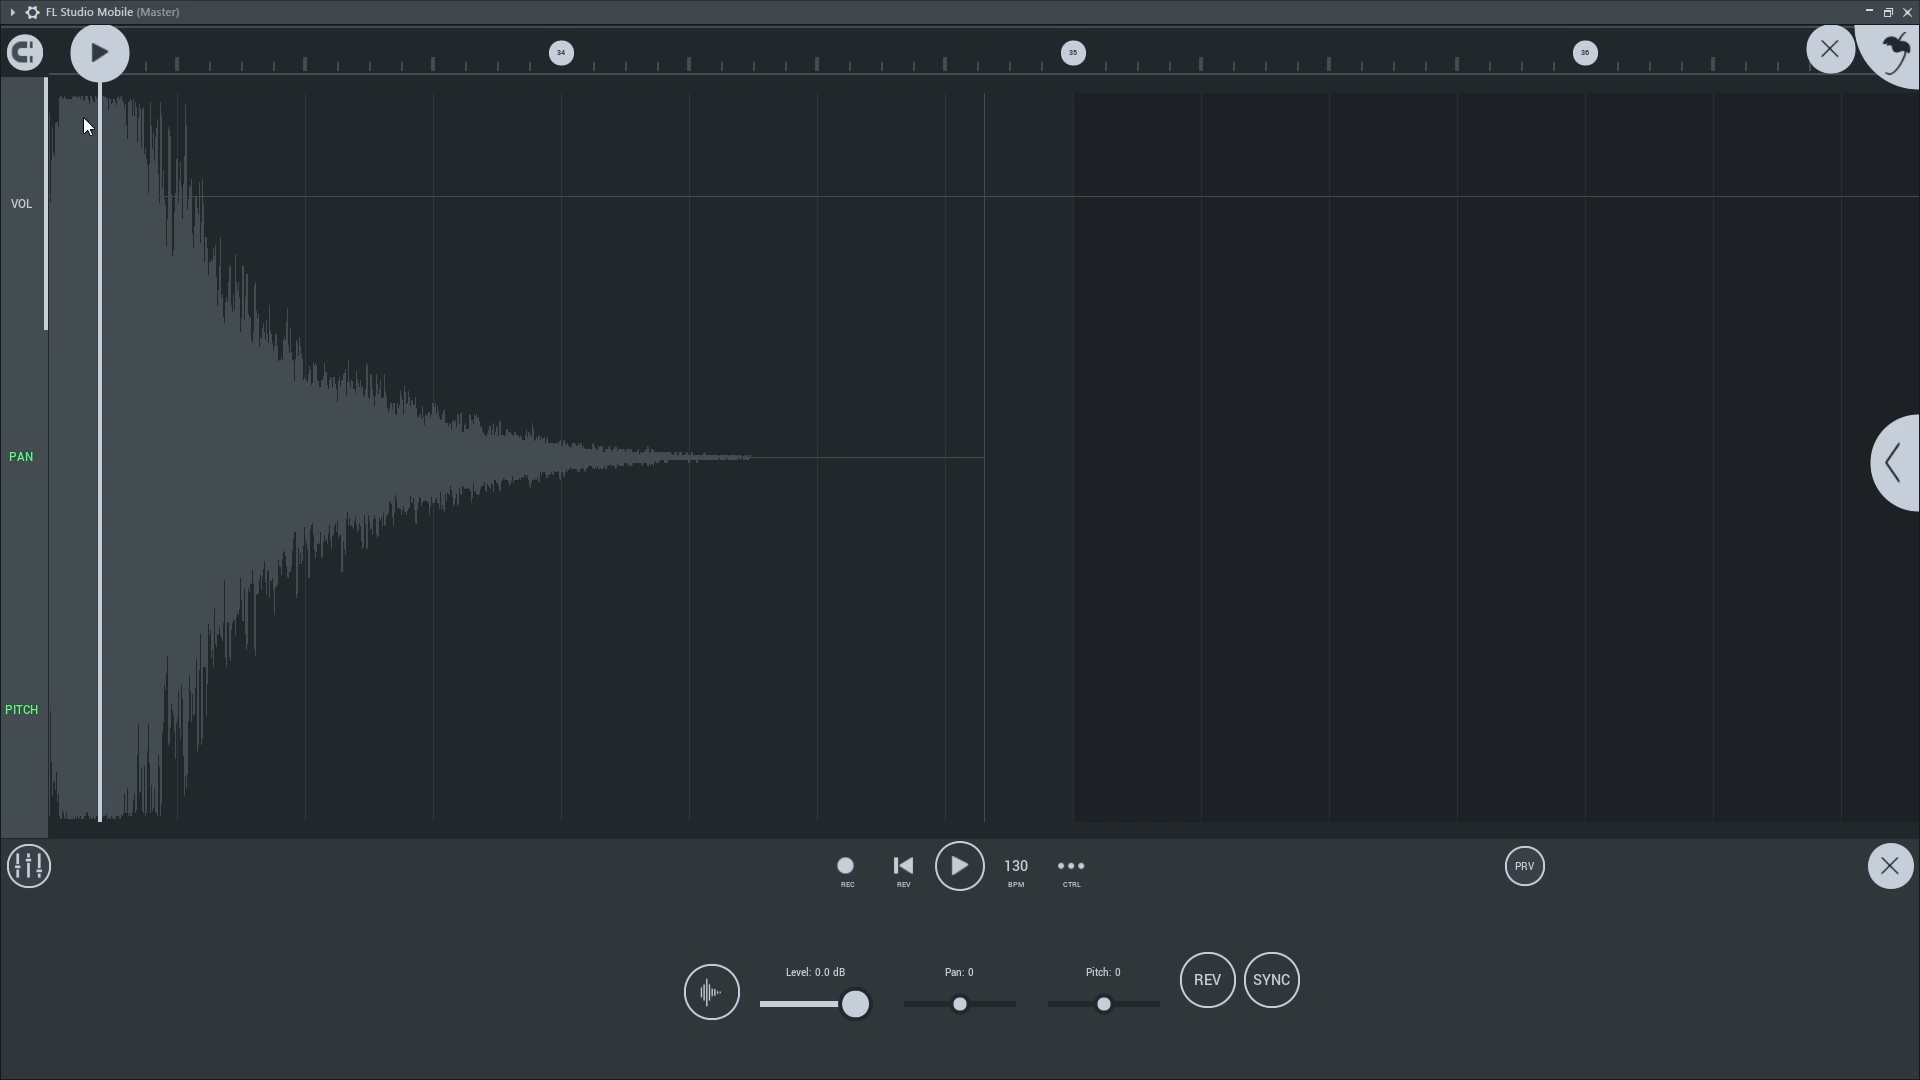 FL Studio Mobile (Master)
34
35
36
VOL
PAN
PITCH
130
REC
REV
BPM
CTRL
PRV
Level: 0.0 dB
Pan: 0
Pitch: 0
REV
SYNC